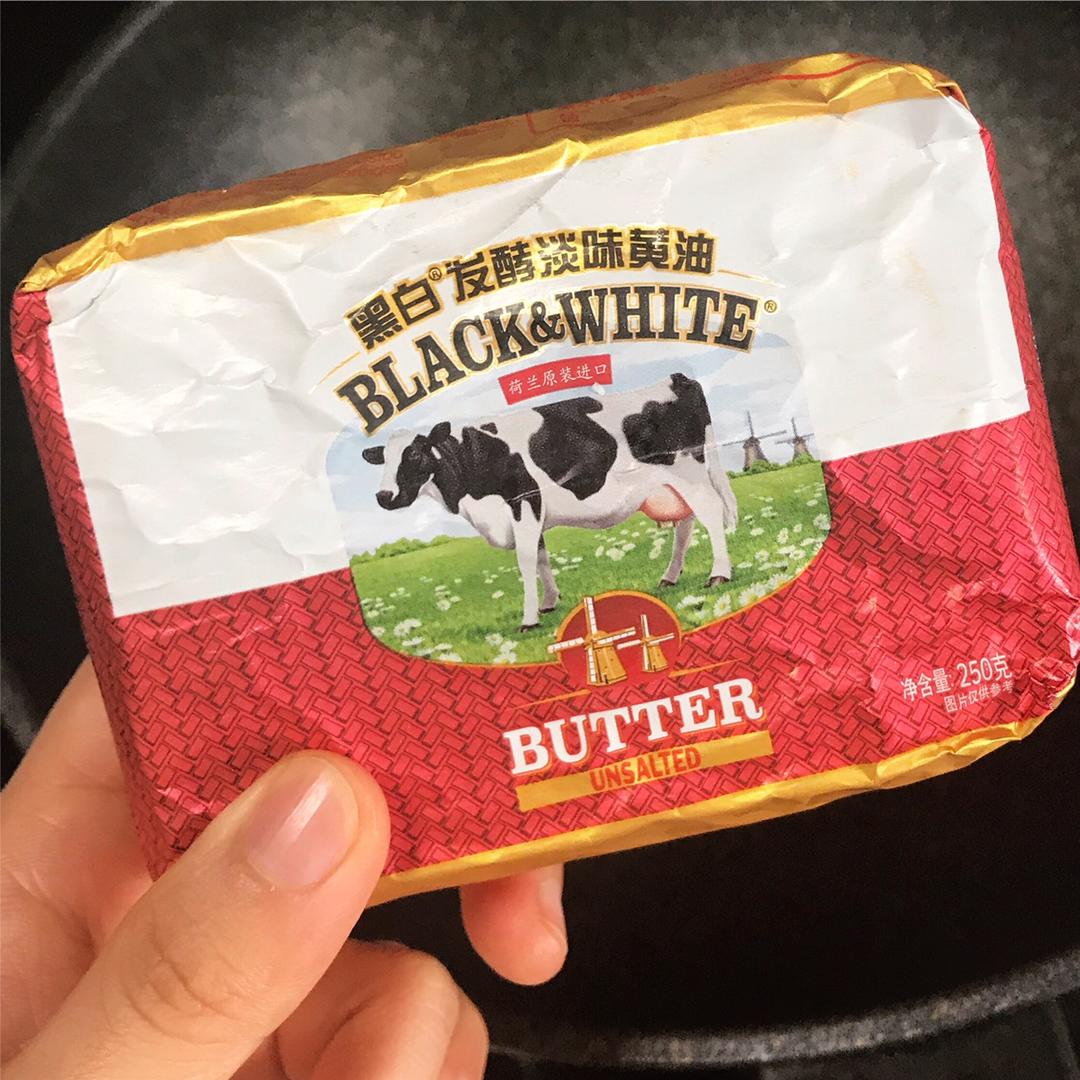 黑白®发酵淡味黄油
BLACK&WHITE®
荷兰原装进口
BUTTER
UNSALTED
净含量: 250克
图片仅供参考